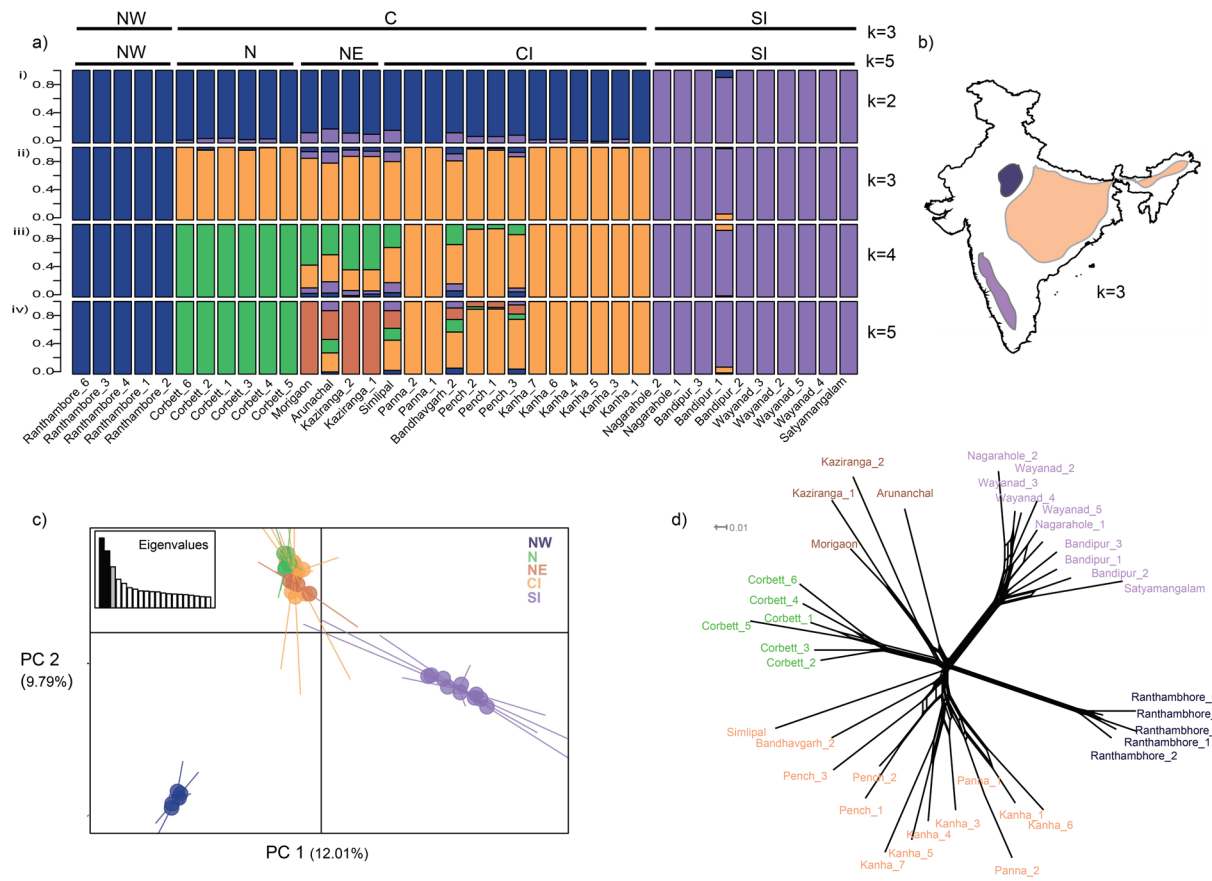 NW C SI
k=3
a)
b)
NW N NE CI SI
k=5
i)
0.8
0.4
0.0
k=2
ii)
0.8
0.4
0.0
k=3
iii)
0.8
0.4
0.0
k=4
iv)
0.8
0.4
0.0
k=5
k=3
Ranthambore_6
Ranthambore_3
Ranthambore_4
Ranthambore_1
Ranthambore_2
Corbett_6
Corbett_2
Corbett_1
Corbett_3
Corbett_4
Corbett_5
Morigaon
Arunachal
Kaziranga_2
Kaziranga_1
Simlipal
Panna_2
Panna_1
Bandhavgarh_2
Pench_2
Pench_1
Pench_3
Kanha_7
Kanha_6
Kanha_4
Kanha_5
Kanha_3
Kanha_1
Nagarahole_2
Nagarahole_1
Bandipur_3
Bandipur_1
Bandipur_2
Wayanad_3
Wayanad_2
Wayanad_5
Wayanad_4
Satyamangalam
c)
Eigenvalues
NW
N
NE
CI
SI
PC 2
(9.79%)
PC 1 (12.01%)
d)
0.01
Kaziranga_2
Kaziranga_1
Arunanchal
Morigaon
Nagarahole_2
Wayanad_2
Wayanad_3
Wayanad_4
Wayanad_5
Nagarahole_1
Bandipur_3
Bandipur_1
Bandipur_2
Satyamangalam
Corbett_6
Corbett_4
Corbett_1
Corbett_5
Corbett_3
Corbett_2
Ranthambhore_
Ranthambhore_
Ranthambhore_
Ranthambhore_1
Ranthambhore_2
Simlipal
Bandhavgarh_2
Pench_3
Pench_2
Pench_1
Panna_1
Kanha_1
Kanha_6
Kanha_3
Kanha_4
Kanha_5
Kanha_7
Panna_2